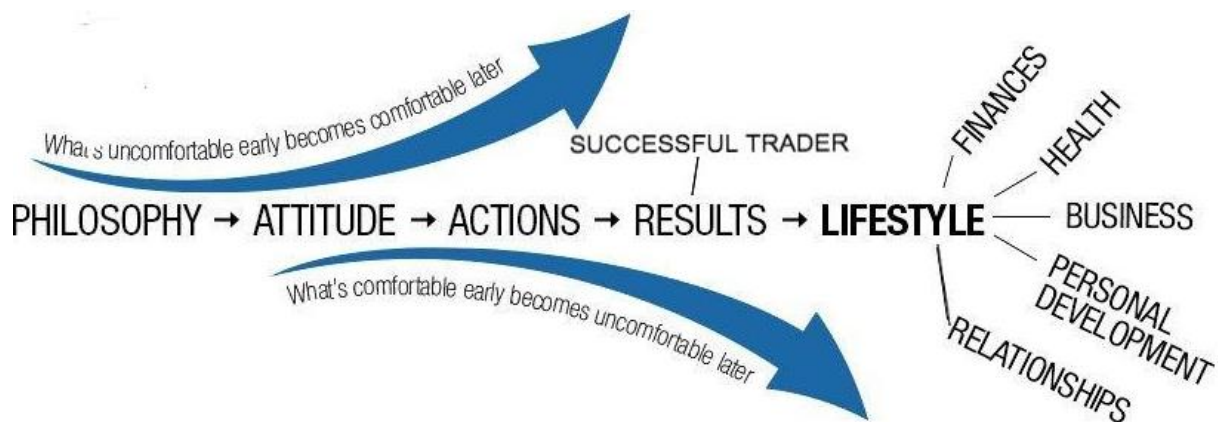 What's uncomfortable early becomes comfortable later
SUCCESSFUL TRADER
PHILOSOPHY → ATTITUDE → ACTIONS → RESULTS → LIFESTYLE
What's comfortable early becomes uncomfortable later
FINANCES
HEALTH
BUSINESS
PERSONAL
DEVELOPMENT
RELATIONSHIPS